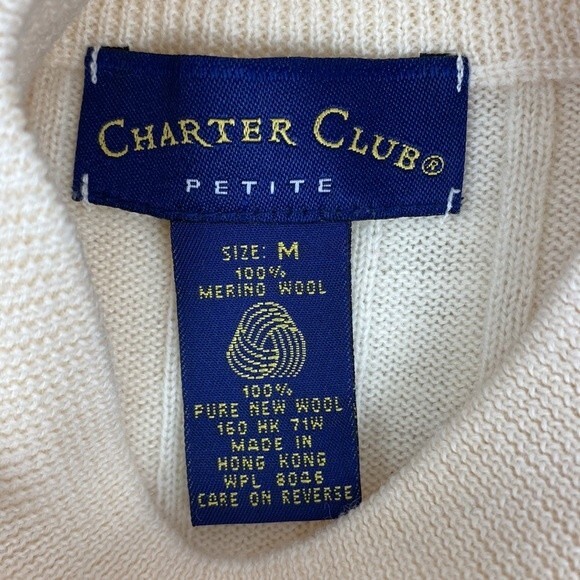 CHARTER CLUB®
PETITE
SIZE: M
100%
MERINO WOOL
100%
PURE NEW WOOL
160 HK 71W
MADE IN
HONG KONG
WPL 8046
CARE ON REVERSE